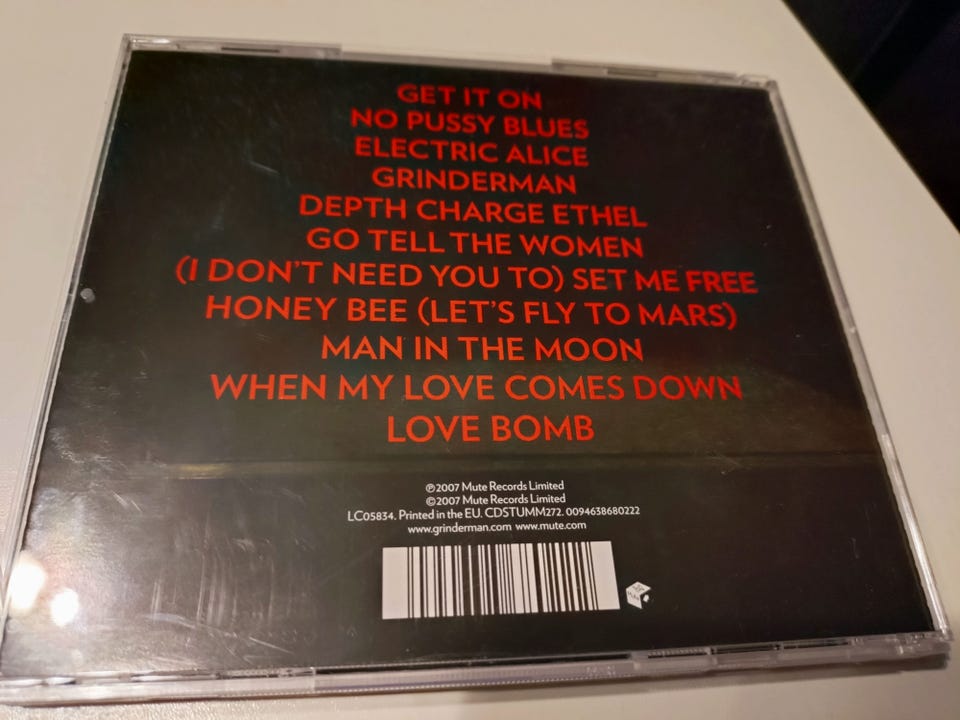 GET IT ON
NO PUSSY BLUES
ELECTRIC ALICE
GRINDERMAN
DEPTH CHARGE ETHEL
GO TELL THE WOMEN
(I DON'T NEED YOU TO) SET ME FREE
HONEY BEE (LET'S FLY TO MARS)
MAN IN THE MOON
WHEN MY LOVE COMES DOWN
LOVE BOMB
℗2007 Mute Records Limited
©2007 Mute Records Limited
LC05834. Printed in the EU. CDSTUMM272. 0094638680222
www.grinderman.com www.mute.com